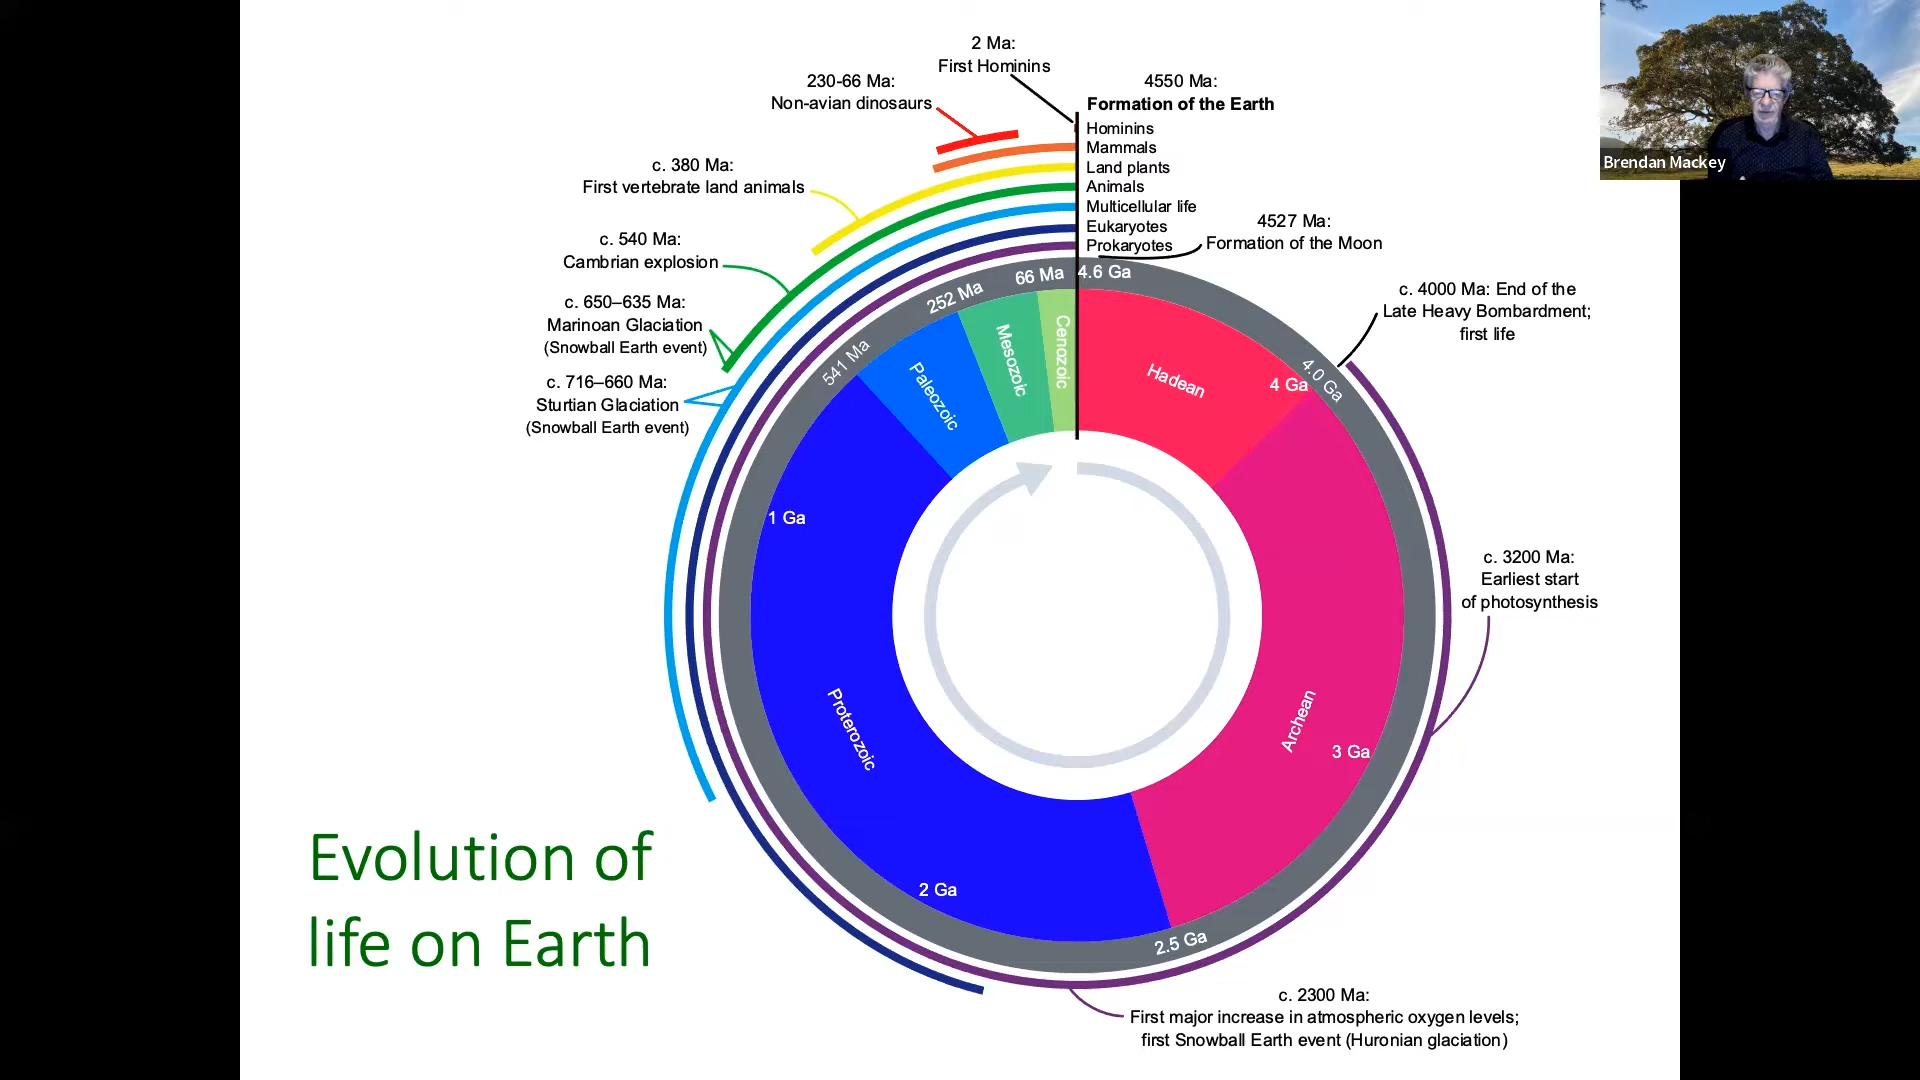 2 Ma:
First Hominins
230-66 Ma:
Non-avian dinosaurs
4550 Ma:
Formation of the Earth
Hominins
Mammals
Land plants
Animals
Multicellular life
Eukaryotes
Prokaryotes
c. 380 Ma:
First vertebrate land animals
4527 Ma:
Formation of the Moon
c. 540 Ma:
Cambrian explosion
c. 650–635 Ma:
Marinoan Glaciation
(Snowball Earth event)
c. 716–660 Ma:
Sturtian Glaciation
(Snowball Earth event)
c. 4000 Ma: End of the
Late Heavy Bombardment;
first life
c. 3200 Ma:
Earliest start
of photosynthesis
c. 2300 Ma:
First major increase in atmospheric oxygen levels;
first Snowball Earth event (Huronian glaciation)
4.6 Ga
4.0 Ga
2.5 Ga
541 Ma
252 Ma
66 Ma
Hadean
4 Ga
Archean
3 Ga
2 Ga
Proterozoic
1 Ga
Paleozoic
Mesozoic
Cenozoic
Evolution of
life on Earth
Brendan Mackey